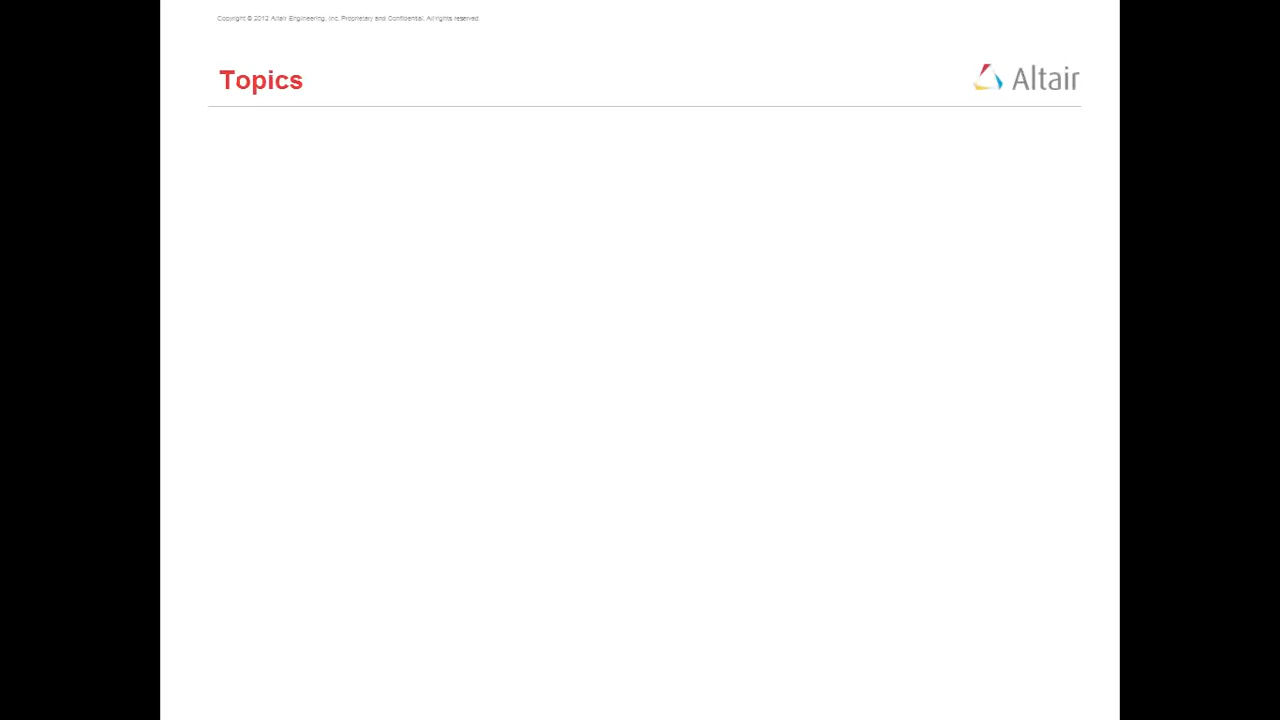 Copyright © 2012 Altair Engineering, Inc. Proprietary and Confidential. All rights reserved.
Topics
Altair